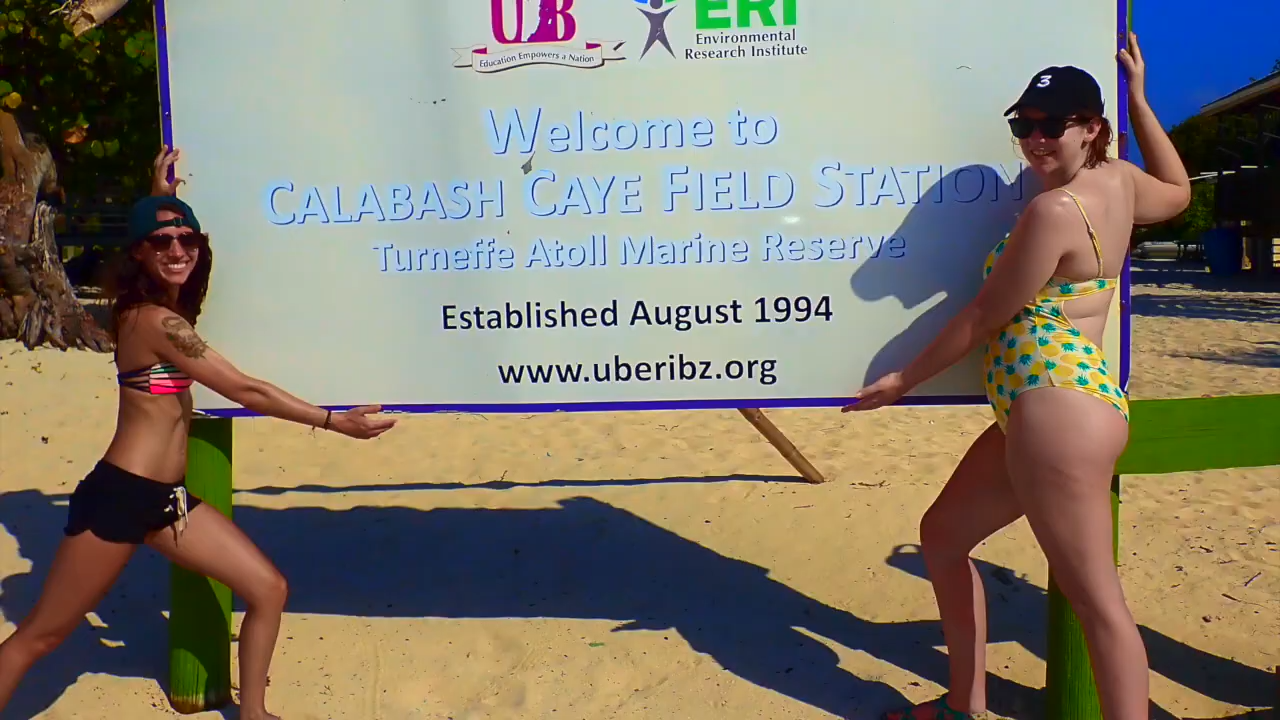 UB
ERI
Education Empowers a Nation
Environmental
Research Institute
Welcome to
CALABASH CAYE FIELD STATION
Turneffe Atoll Marine Reserve
Established August 1994
www.uberibz.org
3